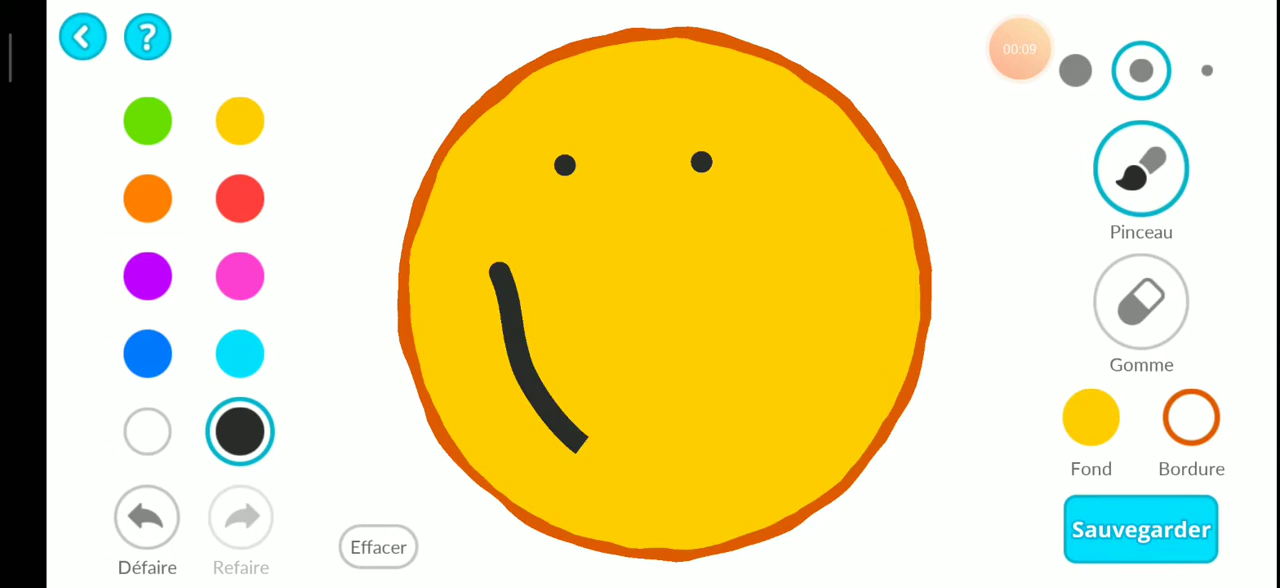 ?
00:09
Pinceau
Gomme
Fond
Bordure
Sauvegarder
Effacer
Défaire
Refaire